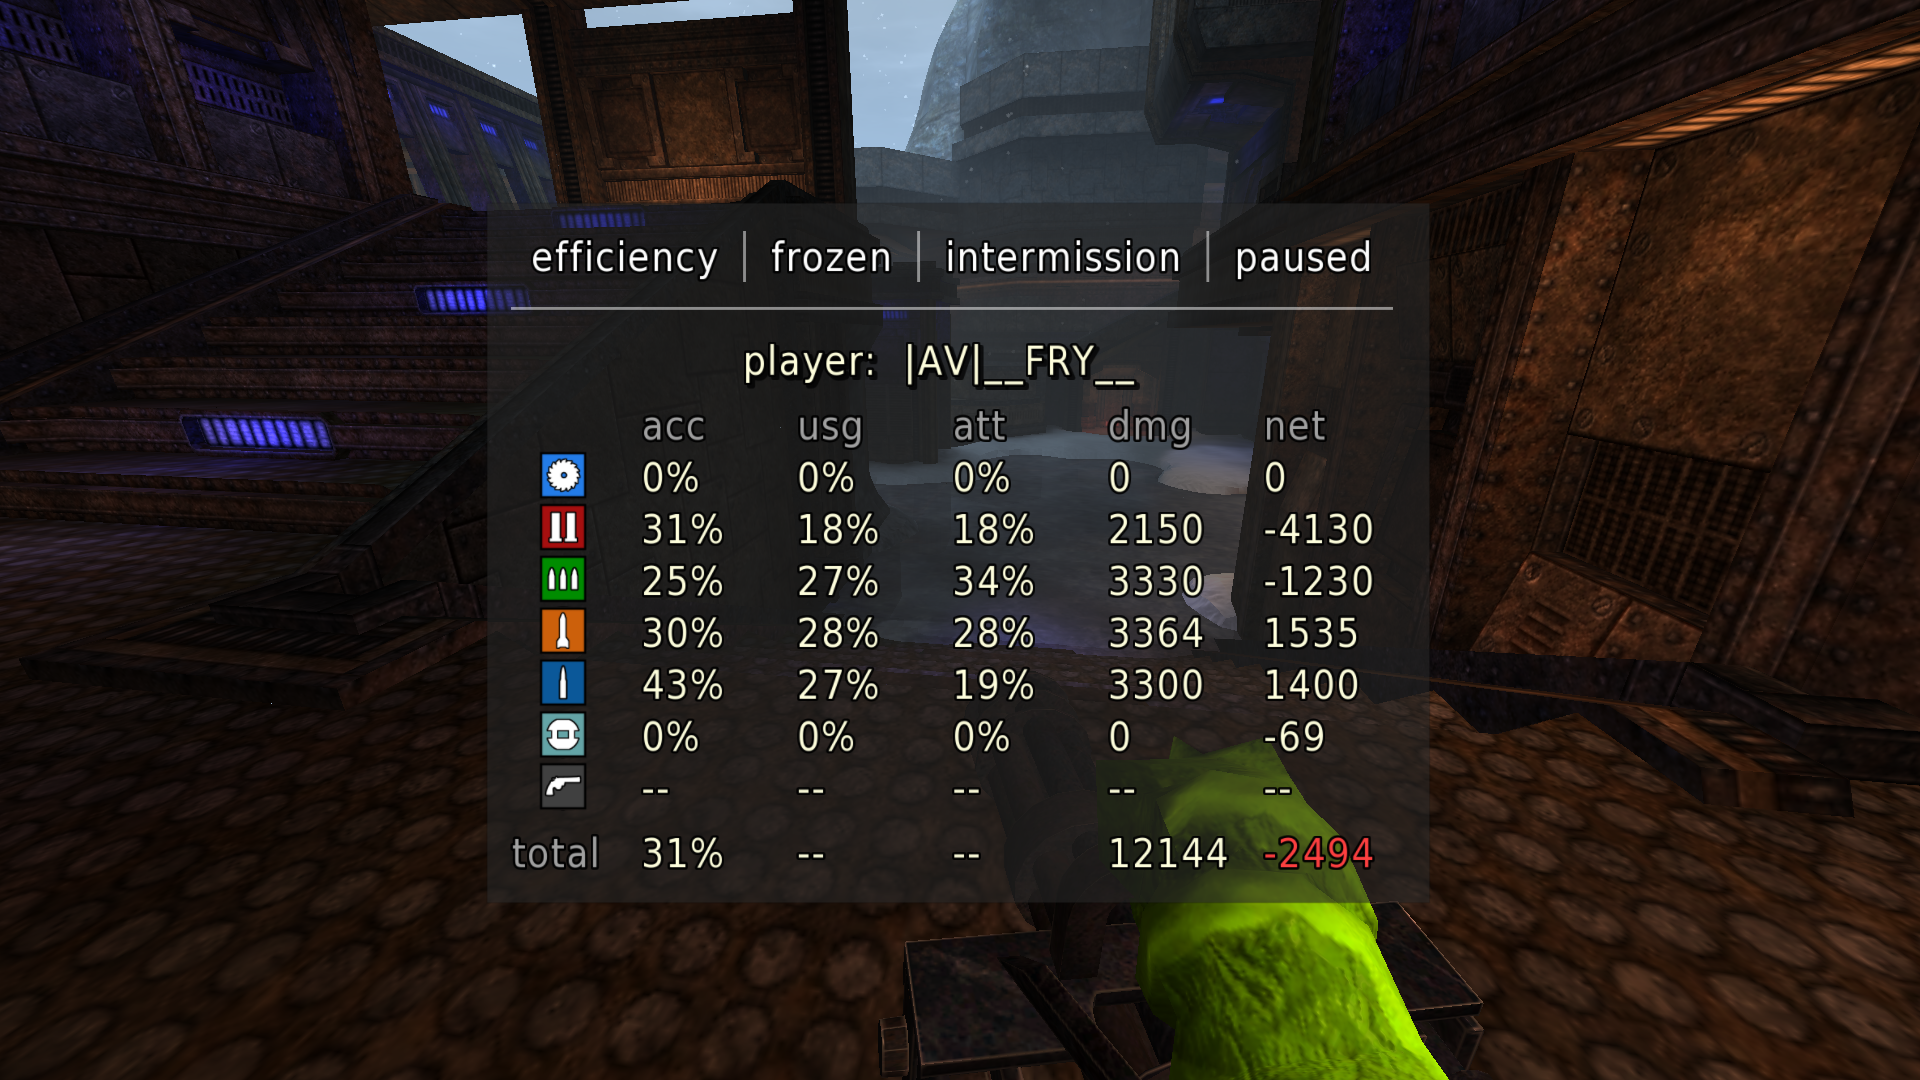 efficiency | frozen | intermission | paused
player: |AV|__FRY__
acc usg att dmg net
0% 0% 0% 0 0
31% 18% 18% 2150 -4130
25% 27% 34% 3330 -1230
30% 28% 28% 3364 1535
43% 27% 19% 3300 1400
0% 0% 0% 0 -69
-- -- -- -- --
total 31% -- -- 12144 -2494